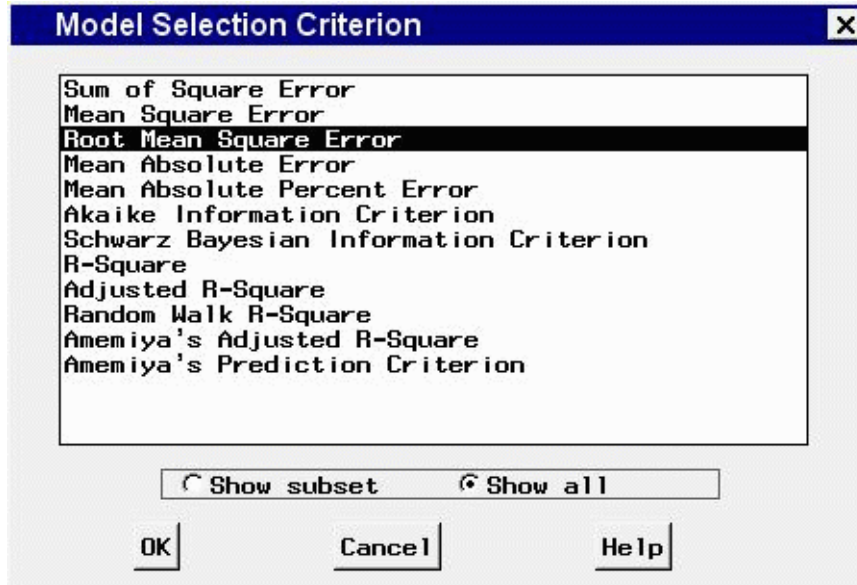 Model Selection Criterion
Sum of Square Error
Mean Square Error
Root Mean Square Error
Mean Absolute Error
Mean Absolute Percent Error
Akaike Information Criterion
Schwarz Bayesian Information Criterion
R-Square
Adjusted R-Square
Random Walk R-Square
Amemiya's Adjusted R-Square
Amemiya's Prediction Criterion
Show subset Show all
OK Cancel Help